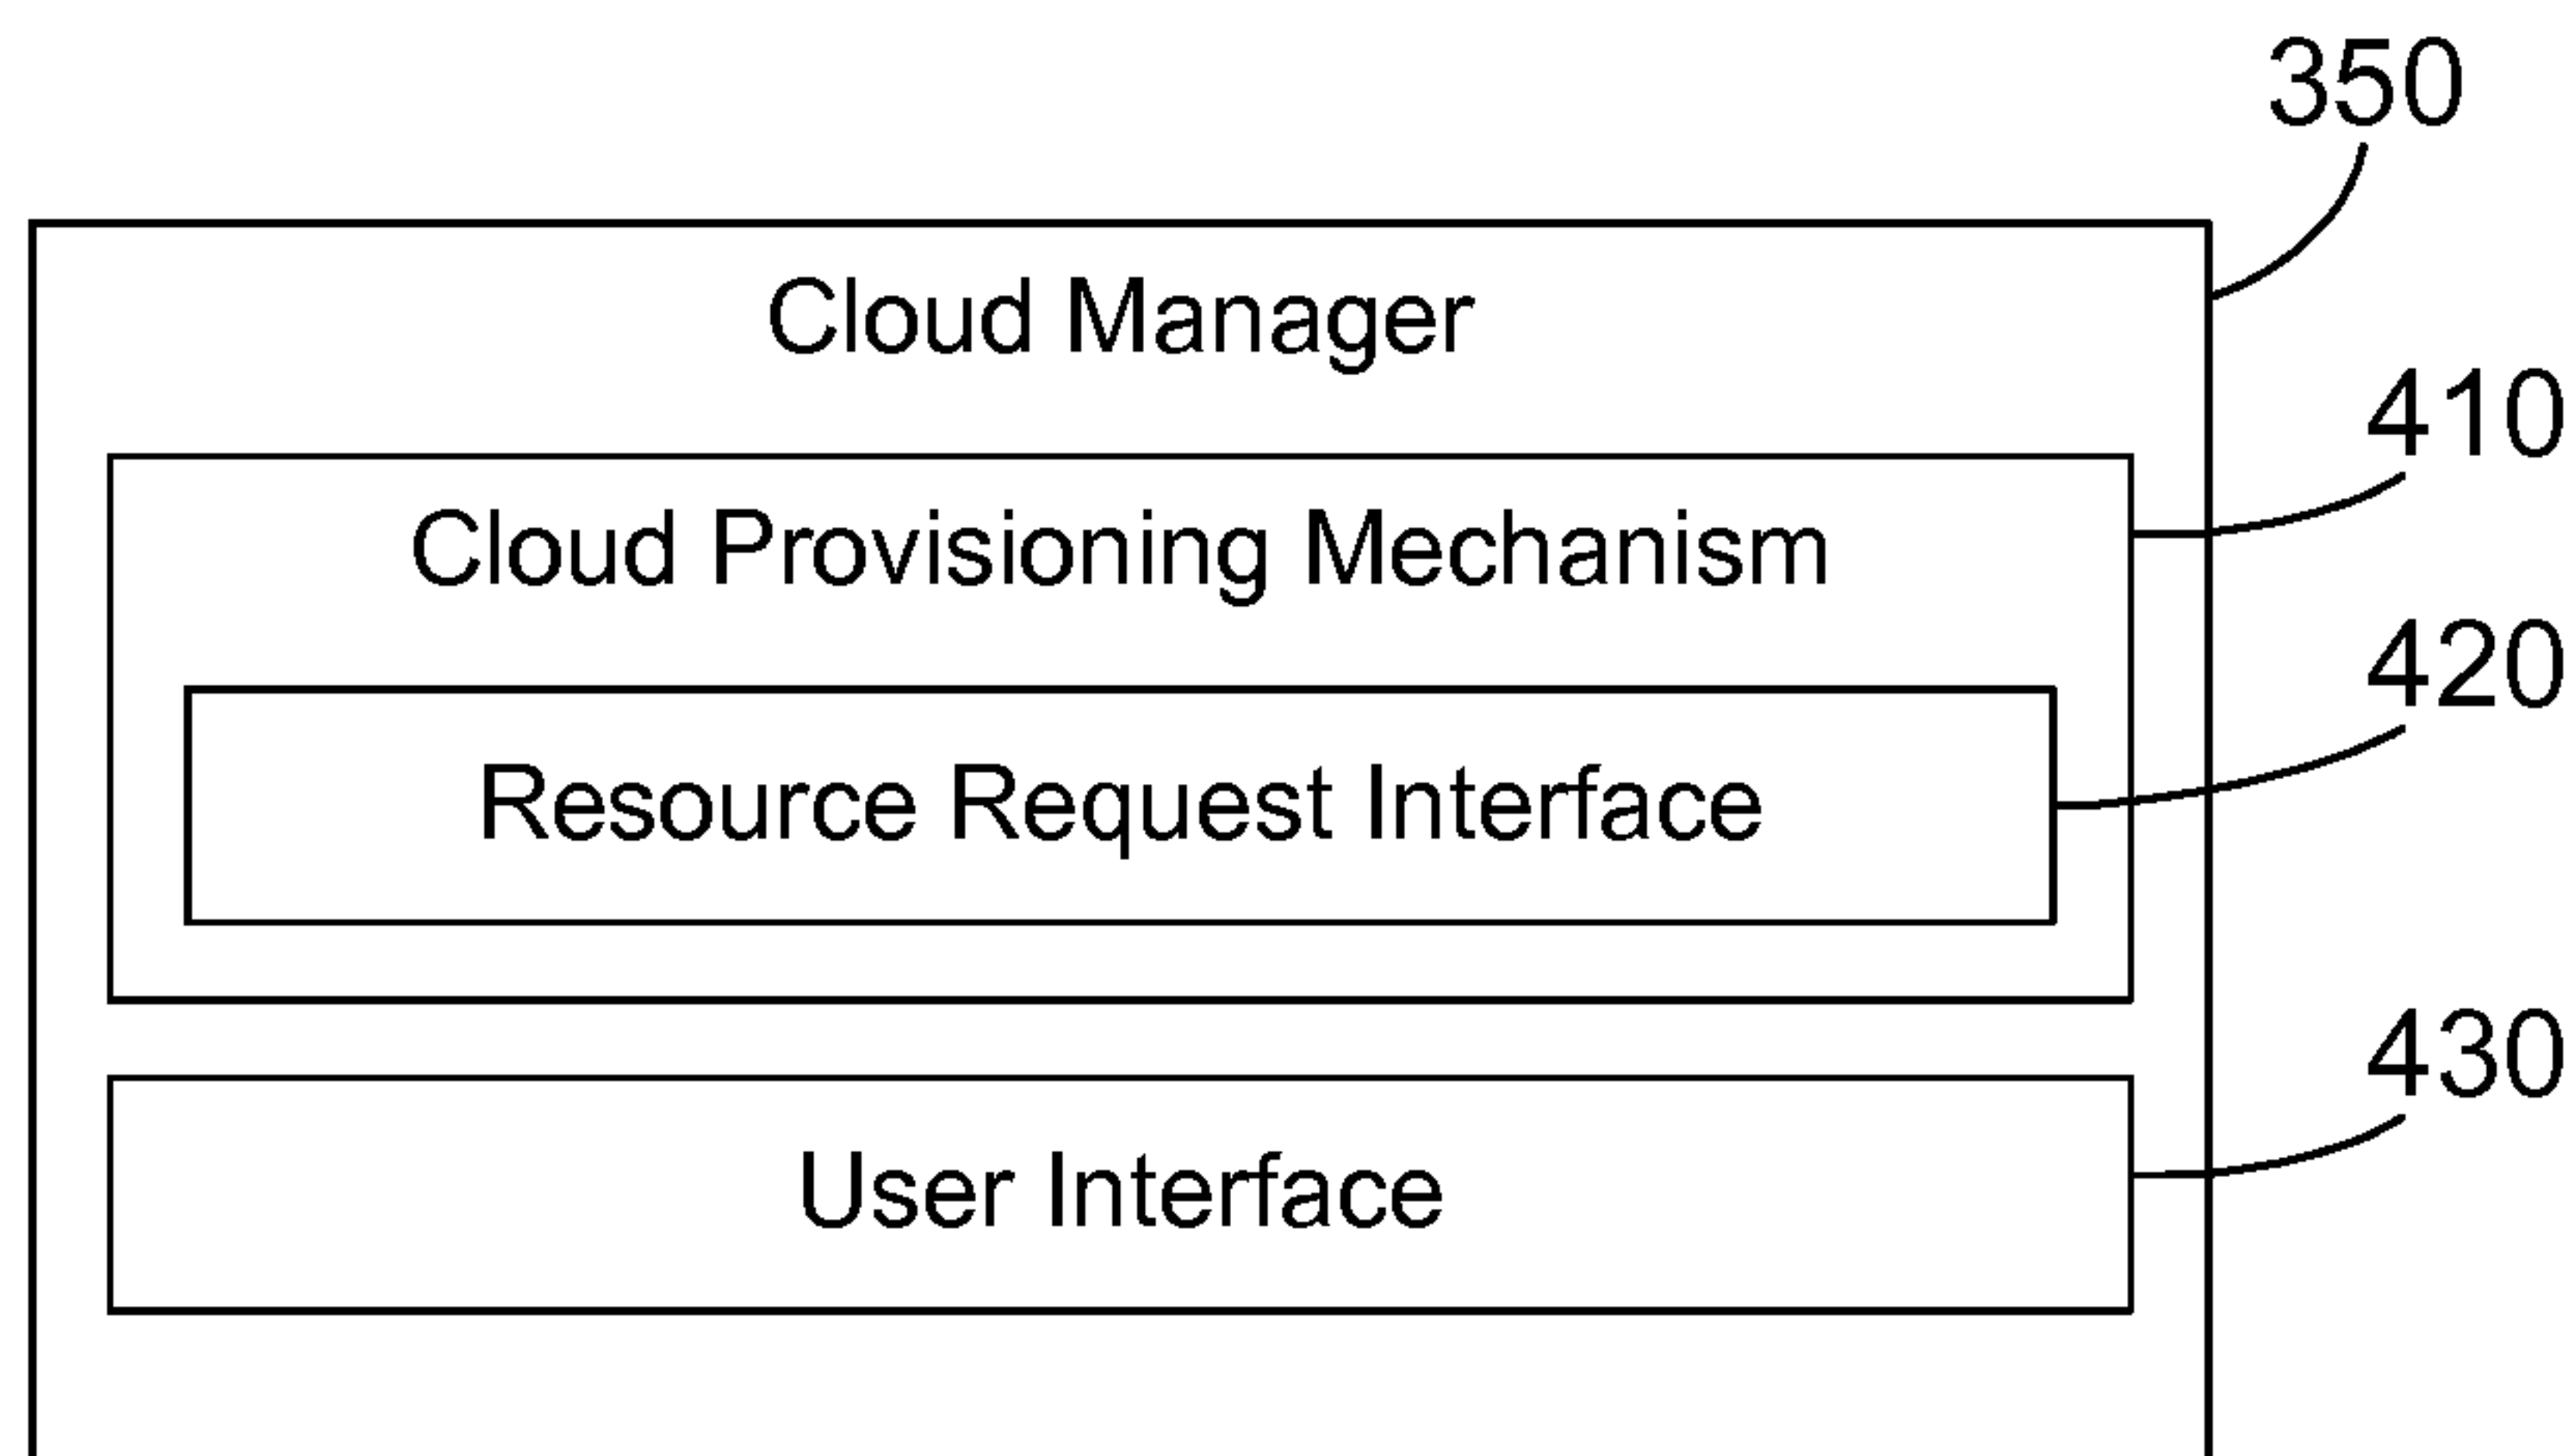 350
Cloud Manager
410
Cloud Provisioning Mechanism
420
Resource Request Interface
430
User Interface